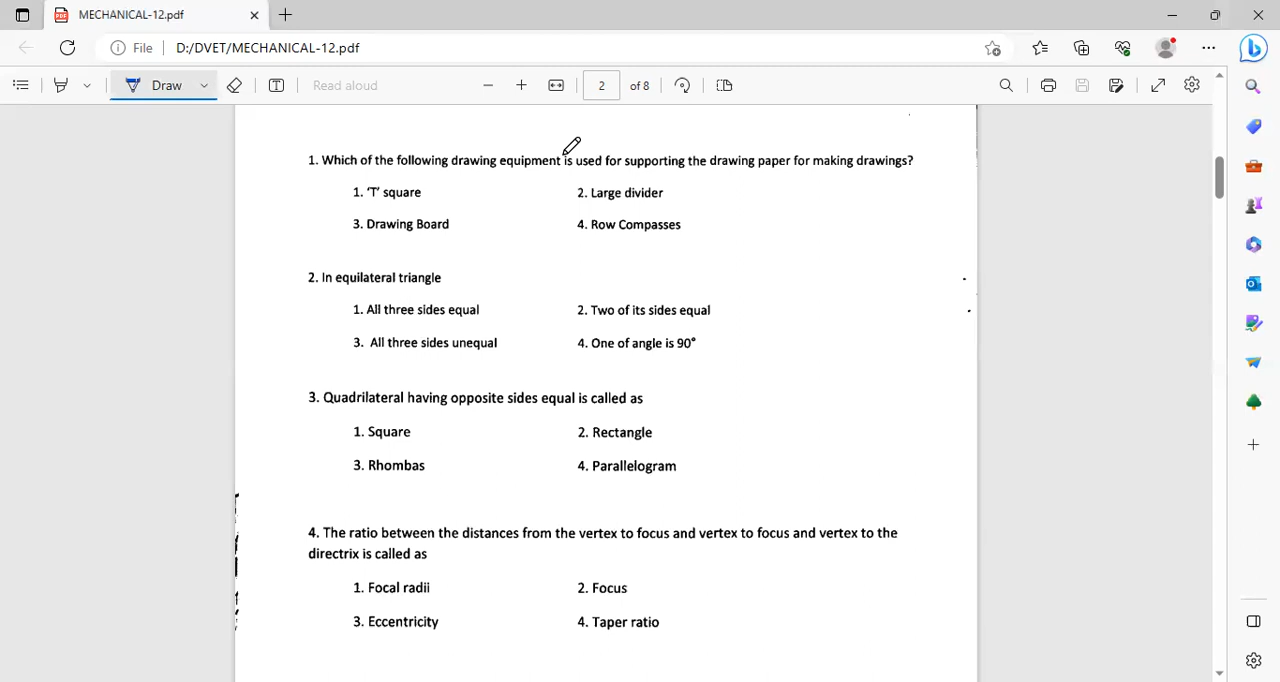 MECHANICAL-12.pdf
File D:/DVET/MECHANICAL-12.pdf
Draw Read aloud 2 of 8
1. Which of the following drawing equipment is used for supporting the drawing paper for making drawings?
1. ‘T’ square 2. Large divider
3. Drawing Board 4. Row Compasses
2. In equilateral triangle
1. All three sides equal 2. Two of its sides equal
3. All three sides unequal 4. One of angle is 90°
3. Quadrilateral having opposite sides equal is called as
1. Square 2. Rectangle
3. Rhombas 4. Parallelogram
4. The ratio between the distances from the vertex to focus and vertex to focus and vertex to the
directrix is called as
1. Focal radii 2. Focus
3. Eccentricity 4. Taper ratio